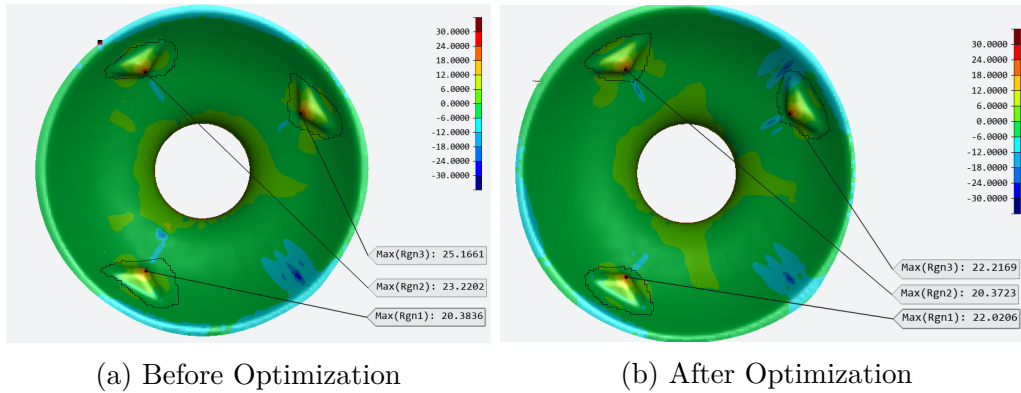 30.0000
24.0000
18.0000
12.0000
6.0000
0.0000
-6.0000
-12.0000
-18.0000
-24.0000
-30.0000
Max(Rgn3): 25.1661
Max(Rgn2): 23.2202
Max(Rgn1): 20.3836
(a) Before Optimization
30.0000
24.0000
18.0000
12.0000
6.0000
0.0000
-6.0000
-12.0000
-18.0000
-24.0000
-30.0000
Max(Rgn3): 22.2169
Max(Rgn2): 20.3723
Max(Rgn1): 22.0206
(b) After Optimization